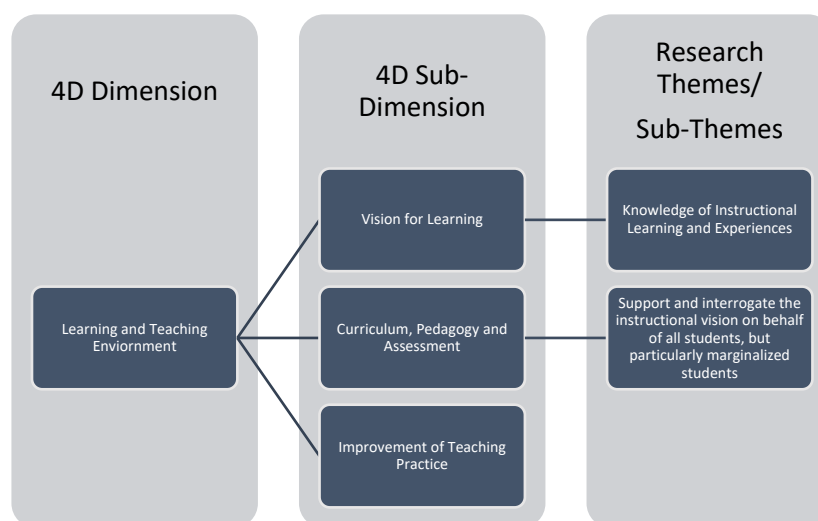 4D Dimension
4D Sub-
Dimension
Research
Themes/
Sub-Themes
Learning and Teaching
Enviornment
Vision for Learning
Knowledge of Instructional
Learning and Experiences
Curriculum, Pedagogy and
Assessment
Support and interrogate the
instructional vision on behalf
of all students, but
particularly marginalized
students
Improvement of Teaching
Practice